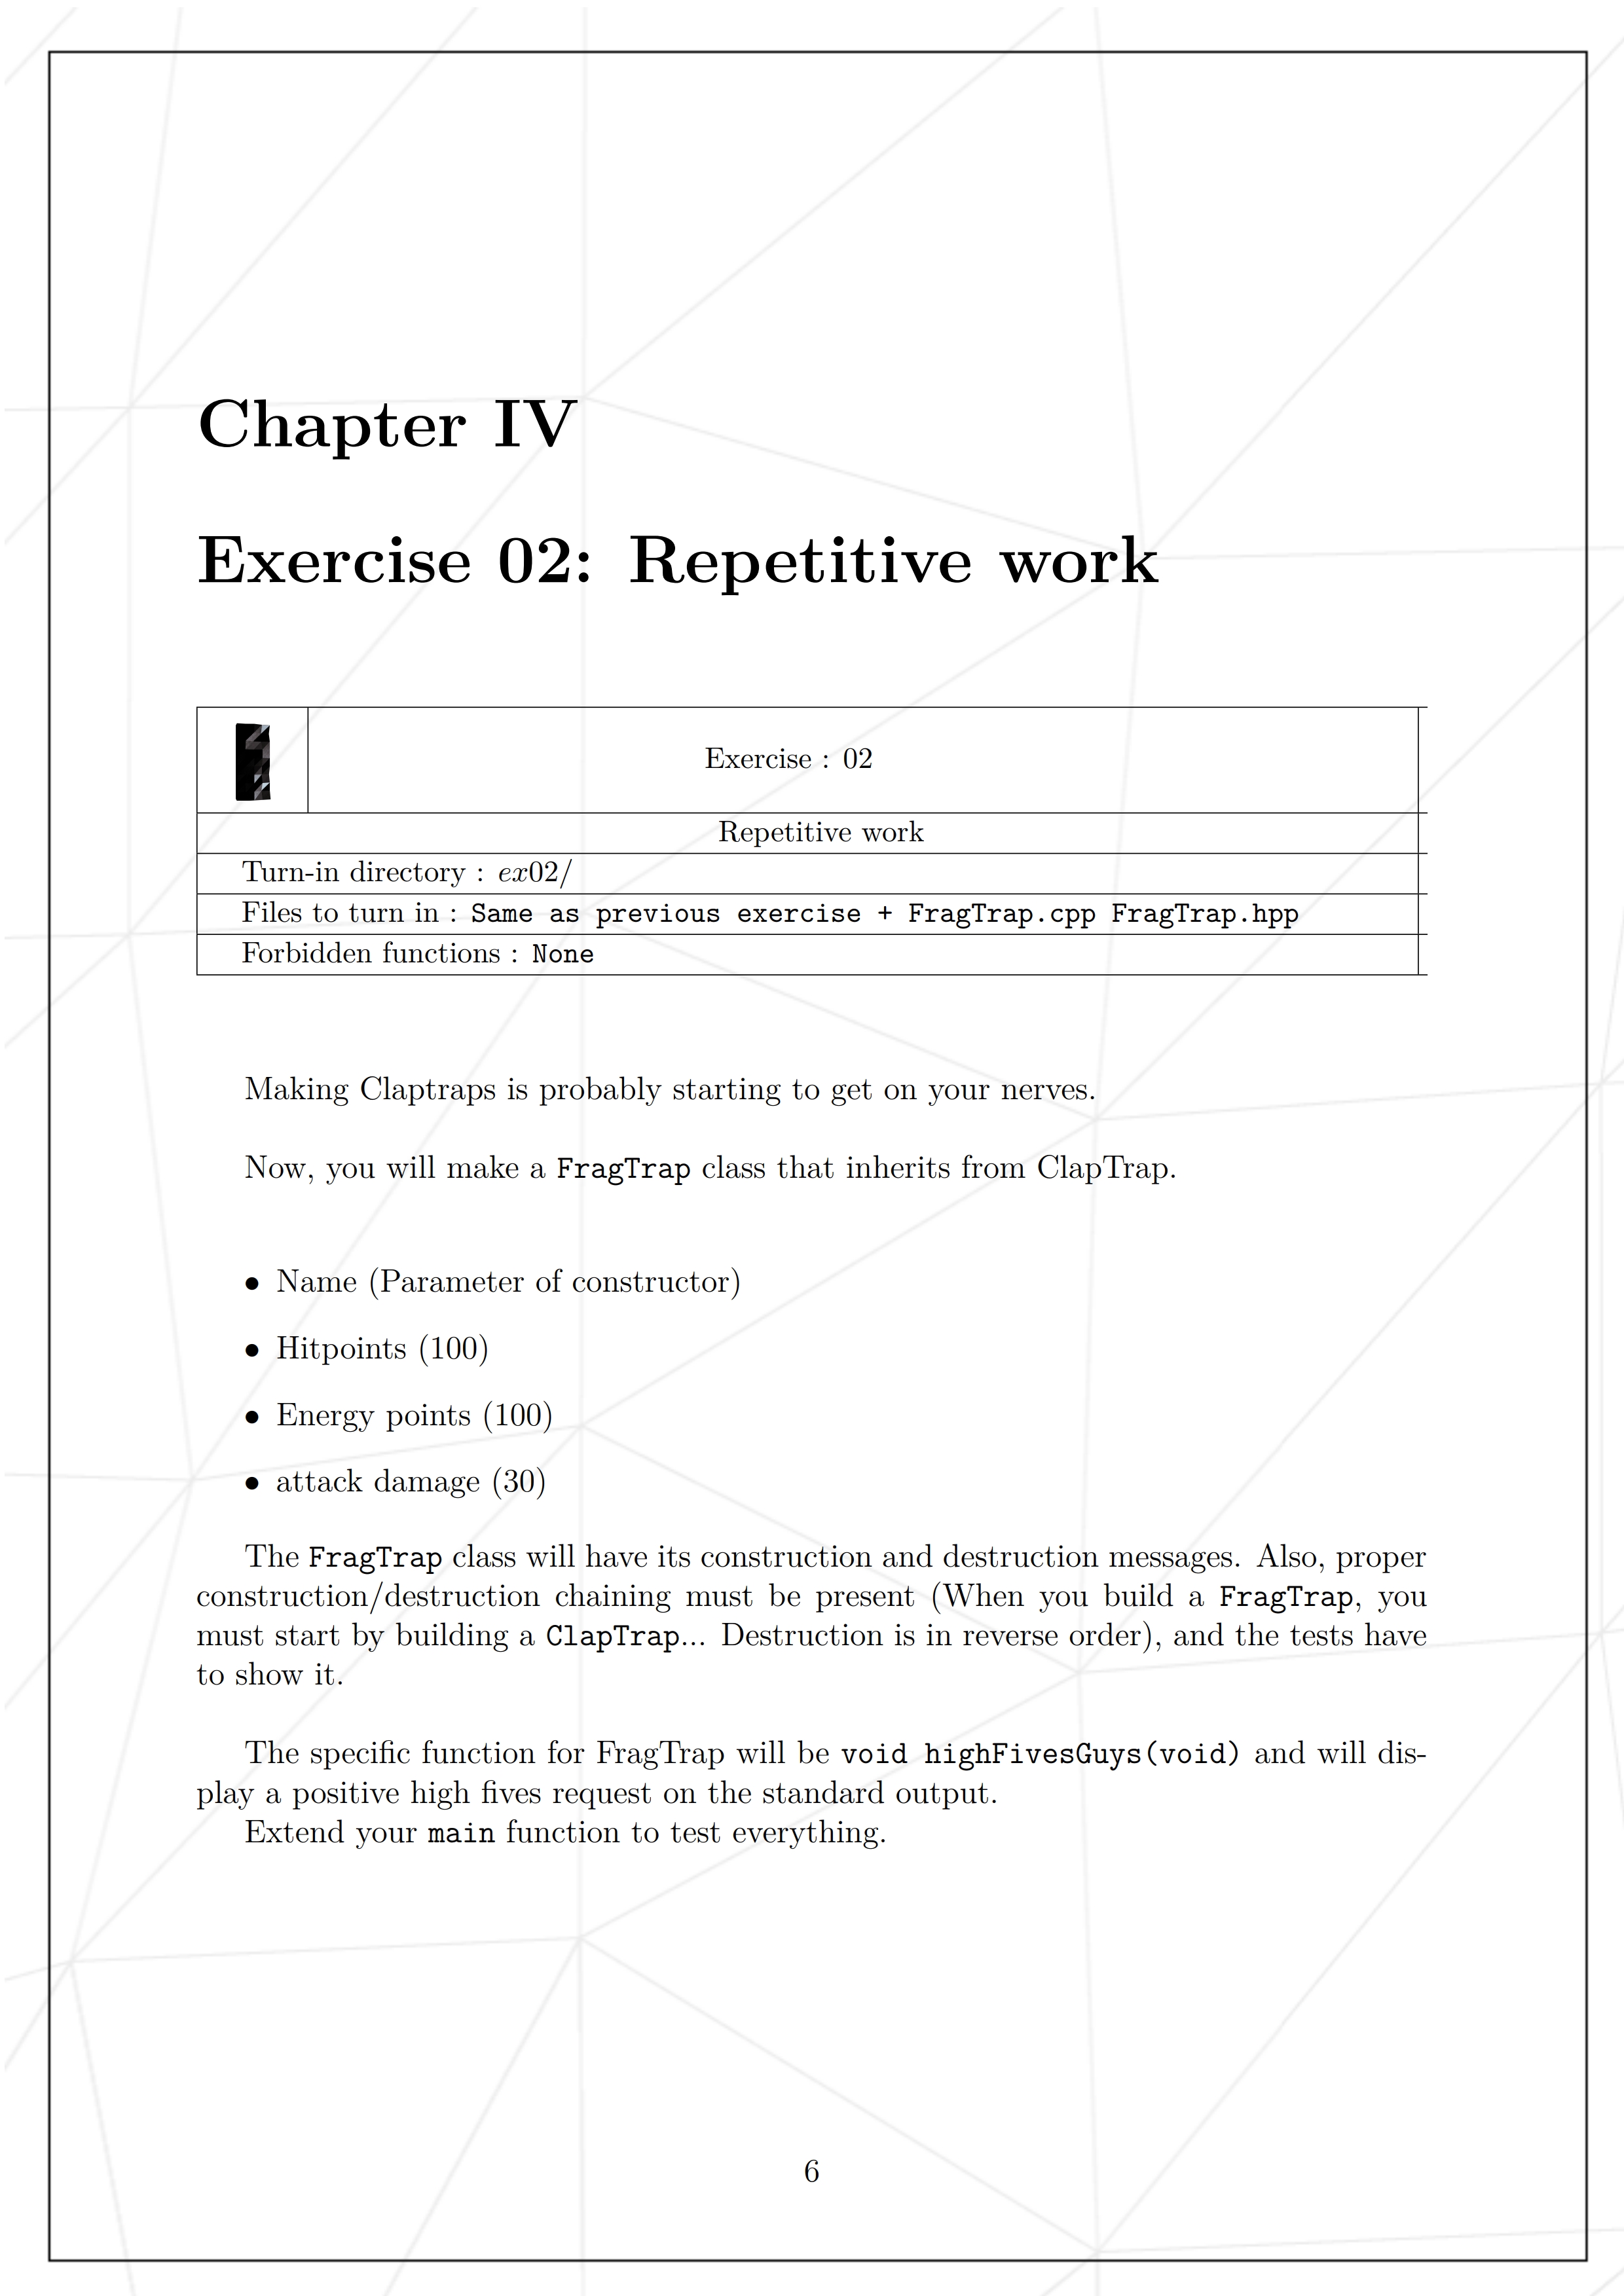 Chapter IV
Exercise 02: Repetitive work
Exercise : 02
Repetitive work
Turn-in directory : ex02/
Files to turn in : Same as previous exercise + FragTrap.cpp FragTrap.hpp
Forbidden functions : None
Making Claptraps is probably starting to get on your nerves.
Now, you will make a FragTrap class that inherits from ClapTrap.
• Name (Parameter of constructor)
• Hitpoints (100)
• Energy points (100)
• attack damage (30)
The FragTrap class will have its construction and destruction messages. Also, proper
construction/destruction chaining must be present (When you build a FragTrap, you
must start by building a ClapTrap... Destruction is in reverse order), and the tests have
to show it.
The specific function for FragTrap will be void highFivesGuys(void) and will dis-
play a positive high fives request on the standard output.
Extend your main function to test everything.
6